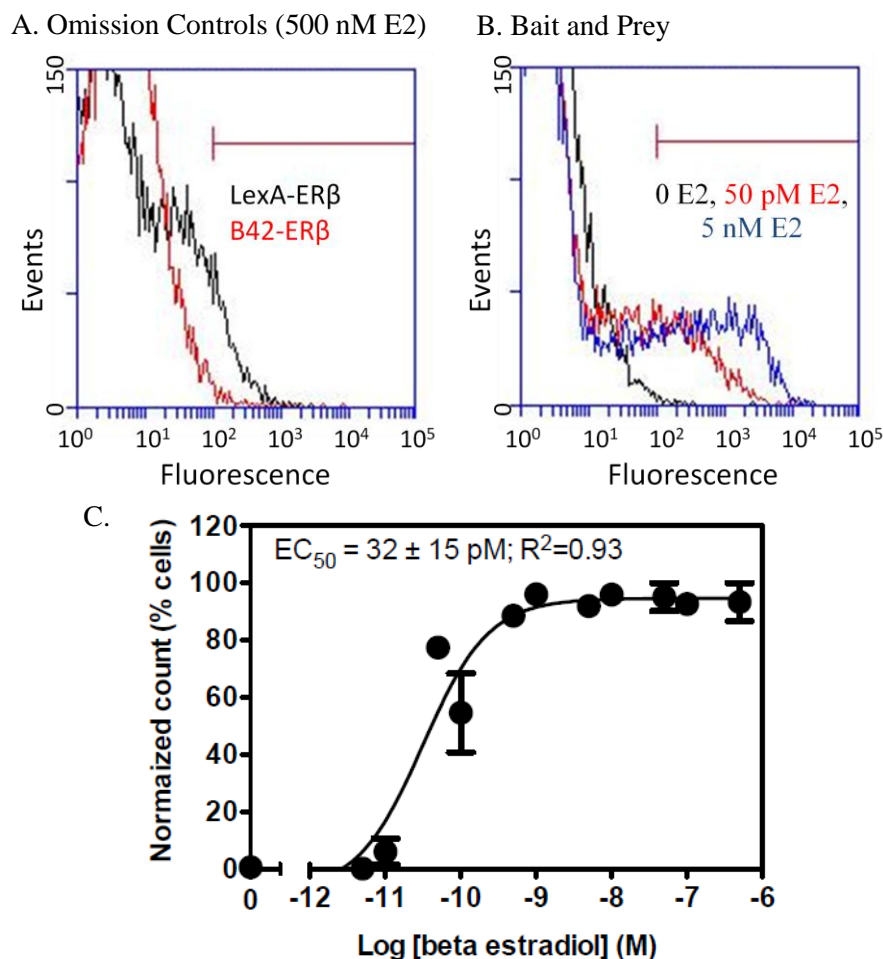 A. Omission Controls (500 nM E2)
B. Bait and Prey
150
LexA-ERβ
B42-ERβ
Events
0
10⁰ 10¹ 10² 10³ 10⁴ 10⁵
Fluorescence
150
0 E2, 50 pM E2,
5 nM E2
Events
0
10⁰ 10¹ 10² 10³ 10⁴ 10⁵
Fluorescence
C.
EC₅₀ = 32 ± 15 pM; R²=0.93
Normaized count (% cells)
120
100
80
60
40
20
0
0 -12 -11 -10 -9 -8 -7 -6
Log [beta estradiol] (M)